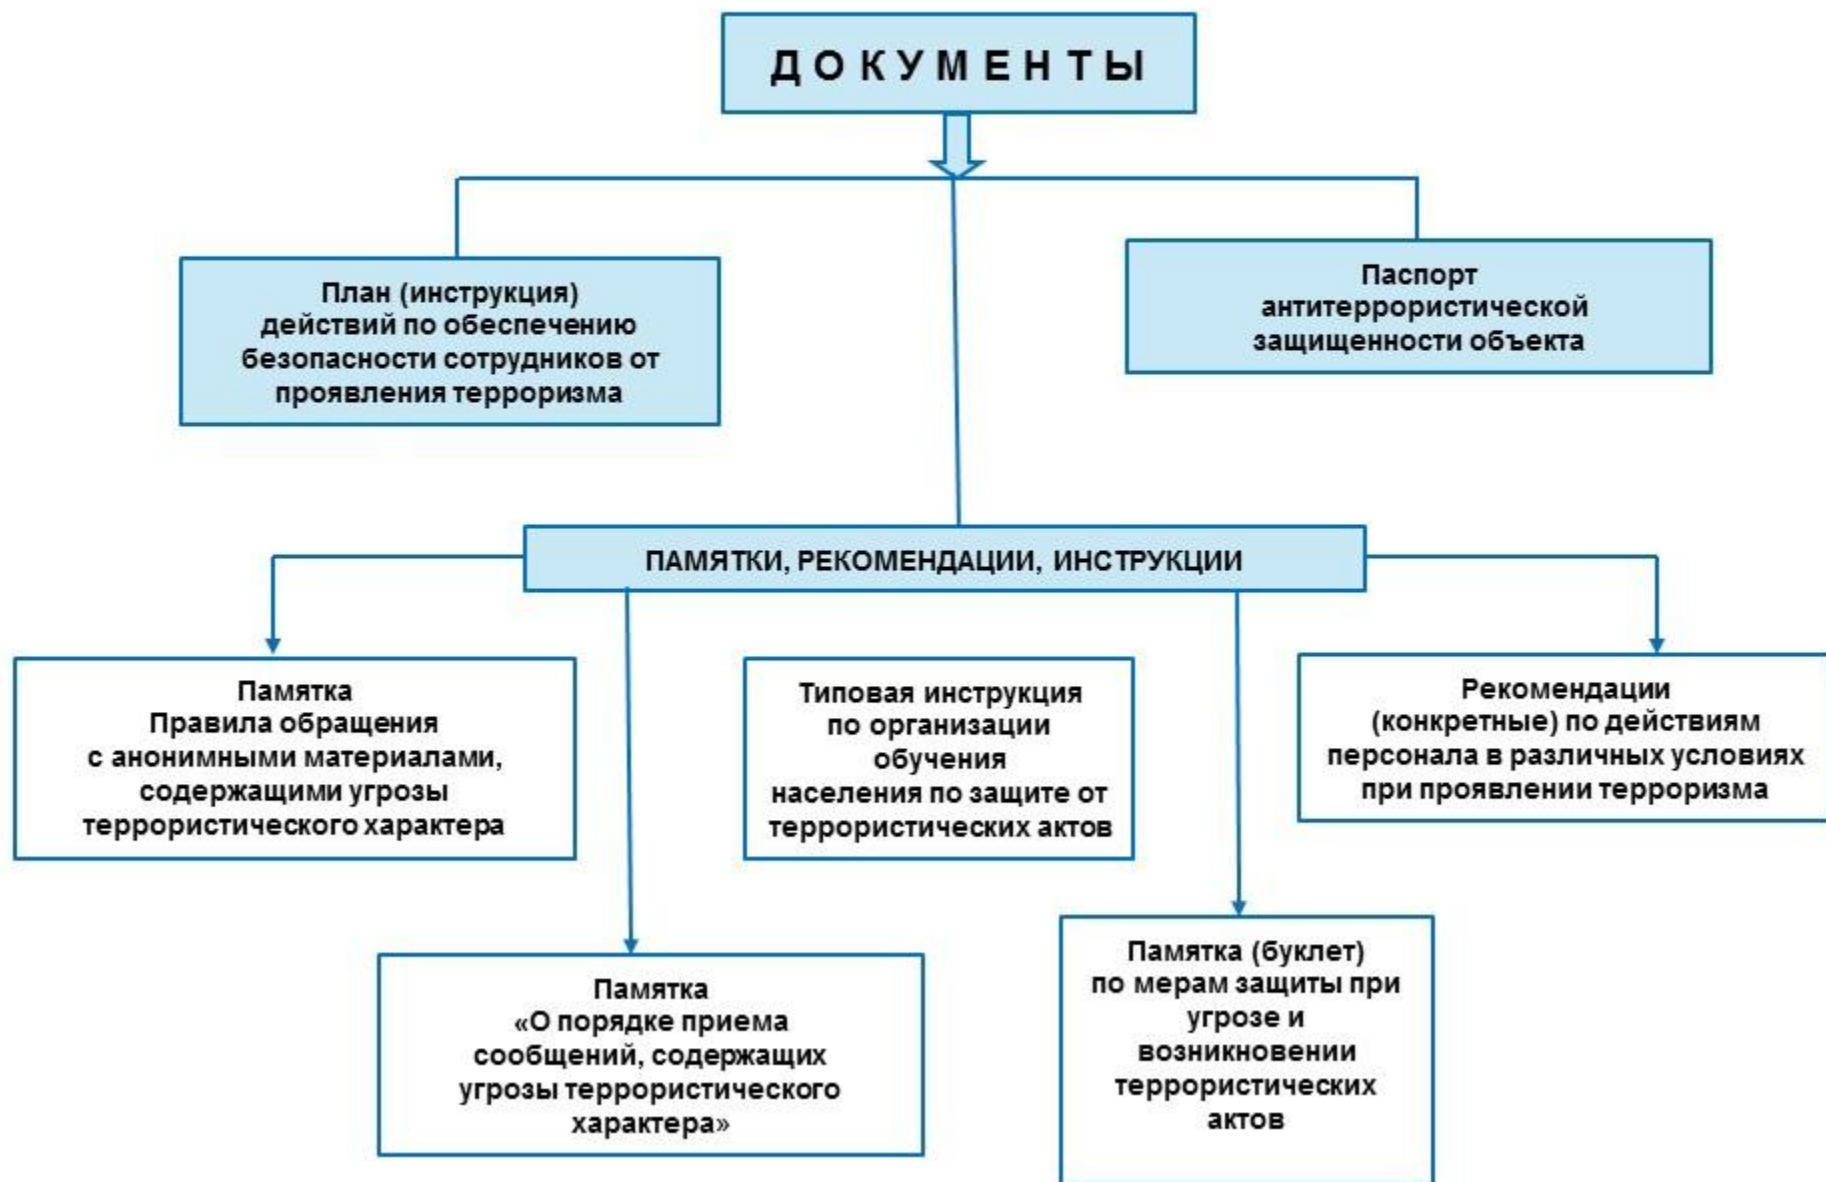 ДОКУМЕНТЫ
План (инструкция)
действий по обеспечению
безопасности сотрудников от
проявления терроризма
Паспорт
антитеррористической
защищенности объекта
ПАМЯТКИ, РЕКОМЕНДАЦИИ, ИНСТРУКЦИИ
Памятка
Правила обращения
с анонимными материалами,
содержащими угрозы
террористического характера
Типовая инструкция
по организации
обучения
населения по защите от
террористических актов
Рекомендации
(конкретные) по действиям
персонала в различных условиях
при проявлении терроризма
Памятка
«О порядке приема
сообщений, содержащих
угрозы террористического
характера»
Памятка (буклет)
по мерам защиты при
угрозе и
возникновении
террористических
актов